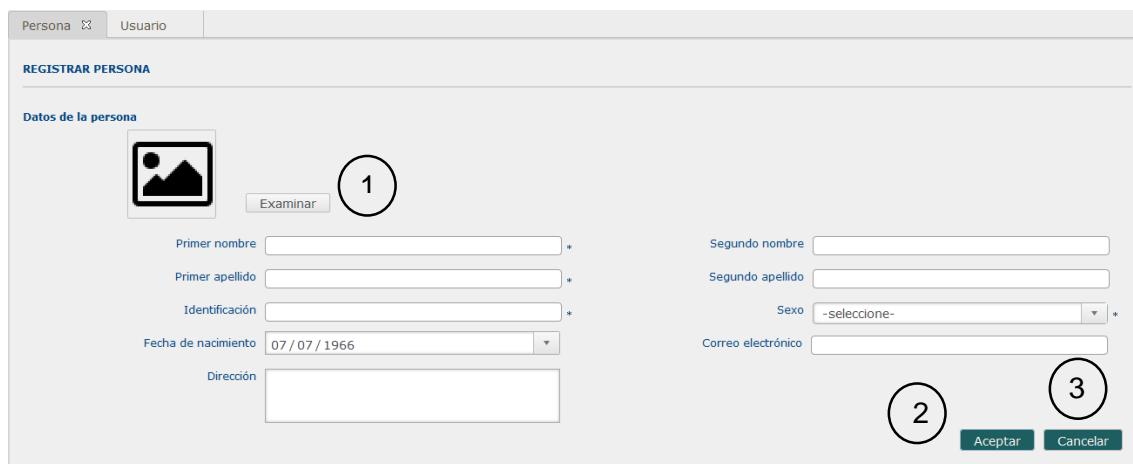 Persona
Usuario
REGISTRAR PERSONA
Datos de la persona
1
Examinar
Primer nombre * Segundo nombre
Primer apellido * Segundo apellido
Identificación * Sexo -seleccione- *
Fecha de nacimiento 07 / 07 / 1966 Correo electrónico
Dirección
2
3
Aceptar Cancelar